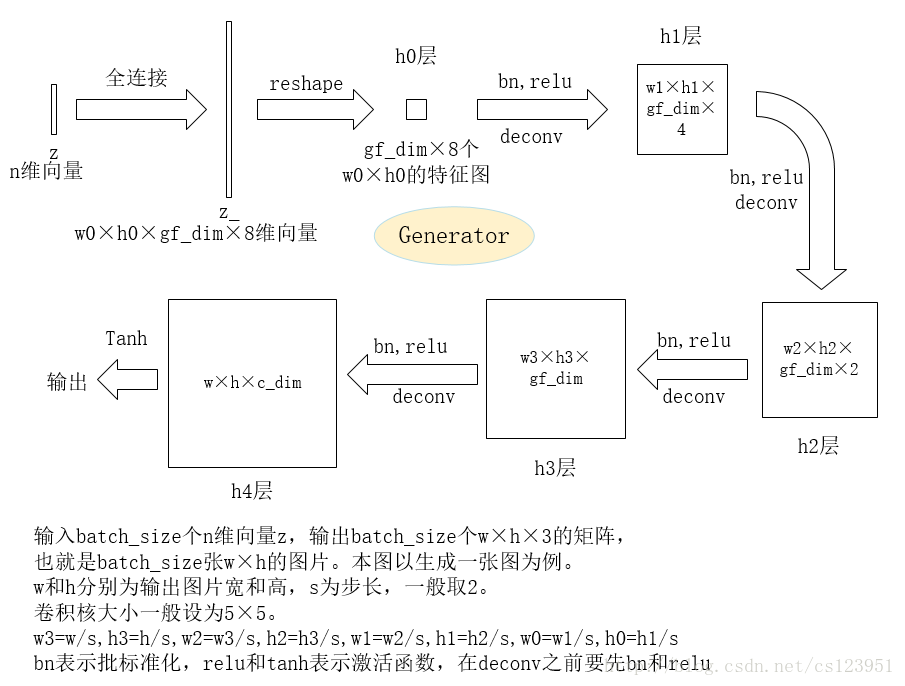 z
n维向量
全连接
z_
w0×h0×gf_dim×8维向量
reshape
h0层
gf_dim×8个
w0×h0的特征图
bn,relu
deconv
h1层
w1×h1×
gf_dim×
4
bn,relu
deconv
Generator
w2×h2×
gf_dim×2
h2层
bn,relu
deconv
w3×h3×
gf_dim
h3层
bn,relu
deconv
w×h×c_dim
h4层
Tanh
输出
输入batch_size个n维向量z，输出batch_size个w×h×3的矩阵，
也就是batch_size张w×h的图片。本图以生成一张图为例。
w和h分别为输出图片宽和高，s为步长，一般取2。
卷积核大小一般设为5×5。
w3=w/s,h3=h/s,w2=w3/s,h2=h3/s,w1=w2/s,h1=h2/s,w0=w1/s,h0=h1/s
bn表示批标准化，relu和tanh表示激活函数，在deconv之前要先bn和relu